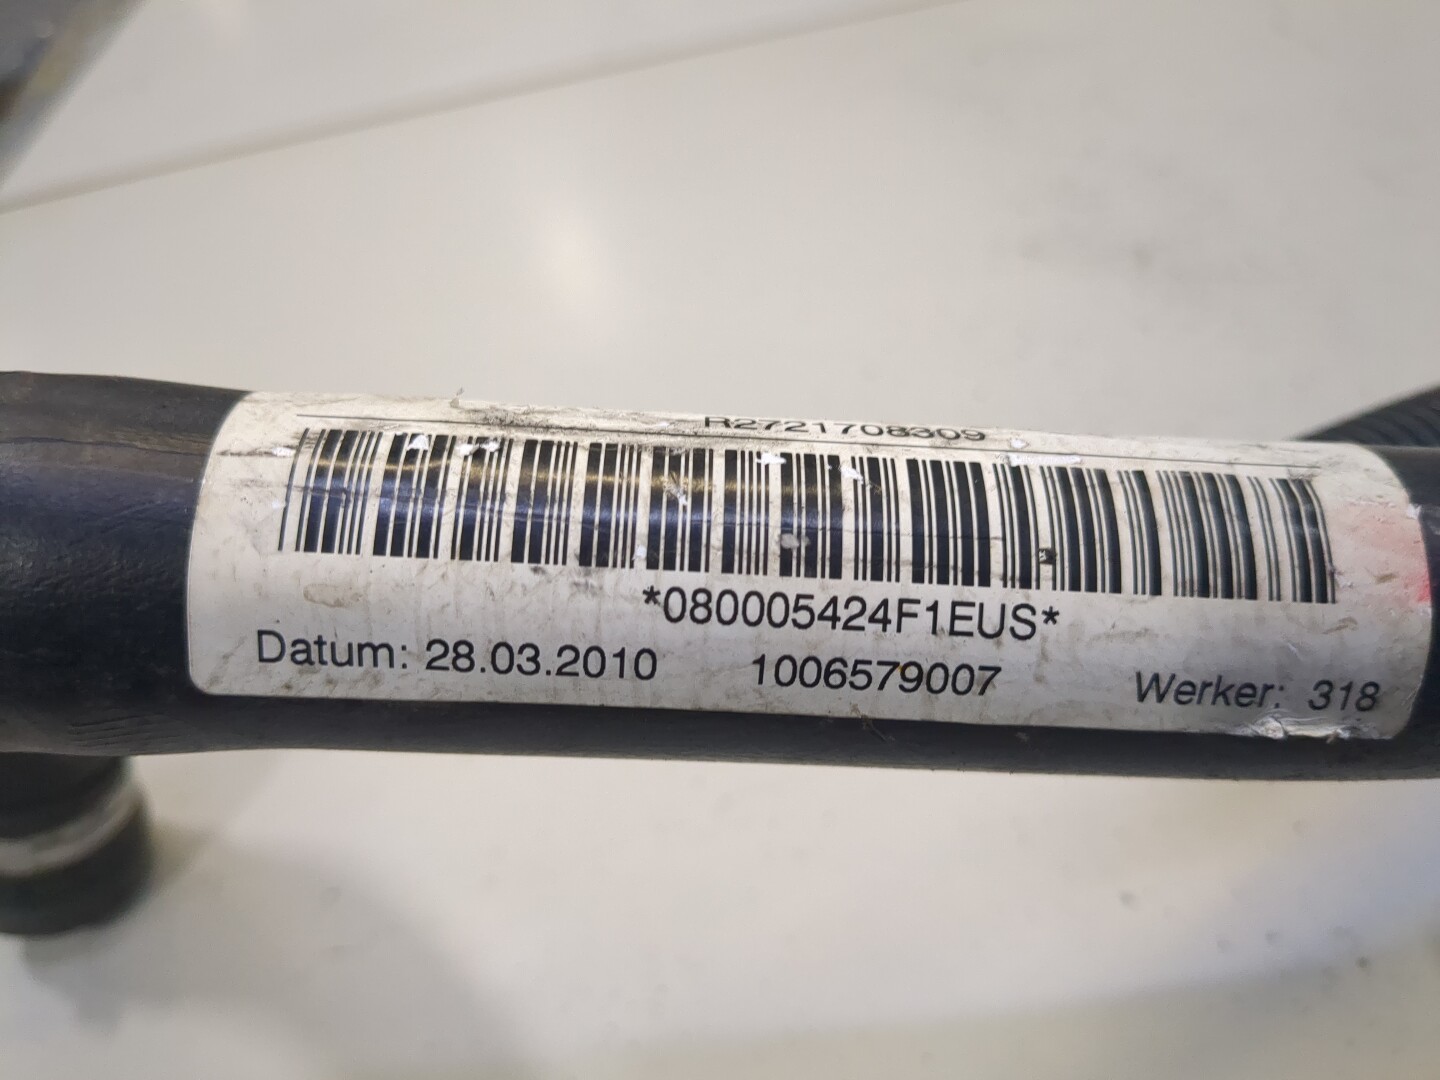 R2721708309
*080005424F1EUS*
Datum: 28.03.2010 1006579007 Werker: 318